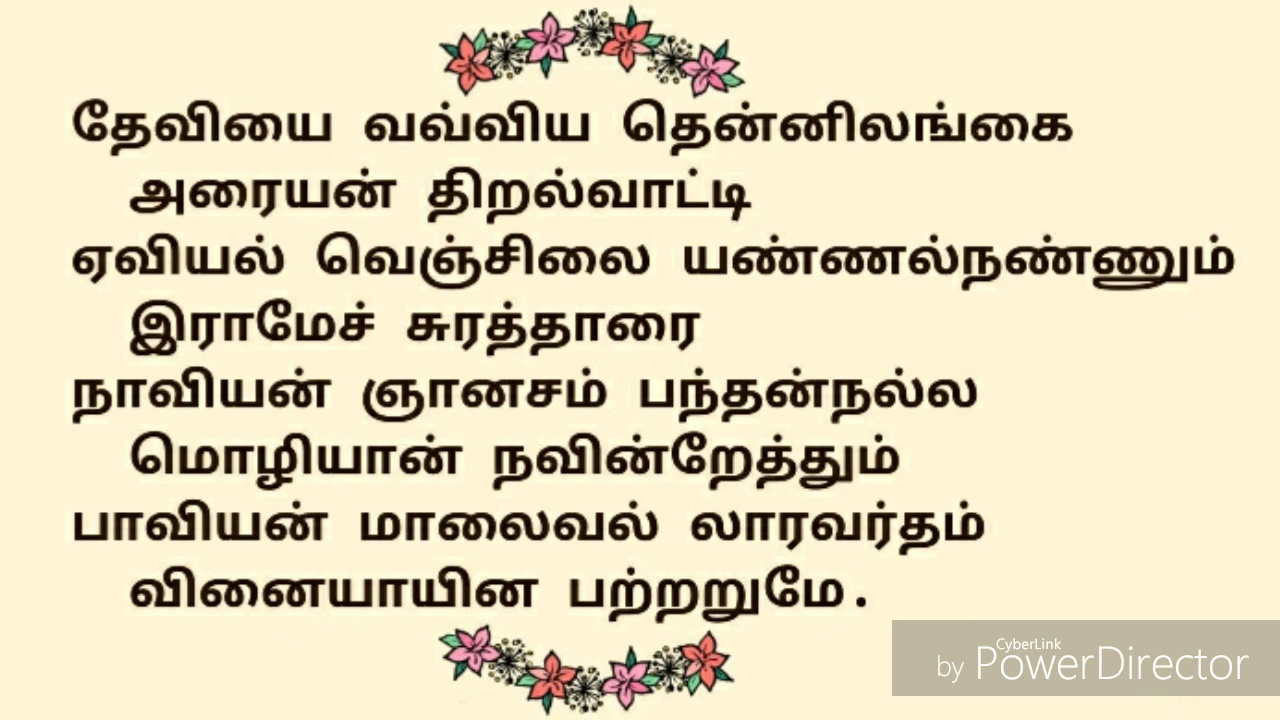 தேவியை வவ்விய தென்னிலங்கை
அரையன் திறல்வாட்டி
ஏவியல் வெஞ்சிலை யண்ணல்நண்ணும்
இராமேச் சுரத்தாரை
நாவியன் ஞானசம் பந்தன்நல்ல
மொழியான் நவின்றேத்தும்
பாவியன் மாலைவல் லாரவர்தம்
வினையாயின பற்றறுமே.
CyberLink
by PowerDirector